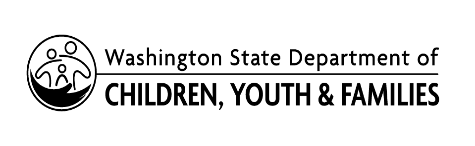 Washington State Department of
CHILDREN, YOUTH & FAMILIES